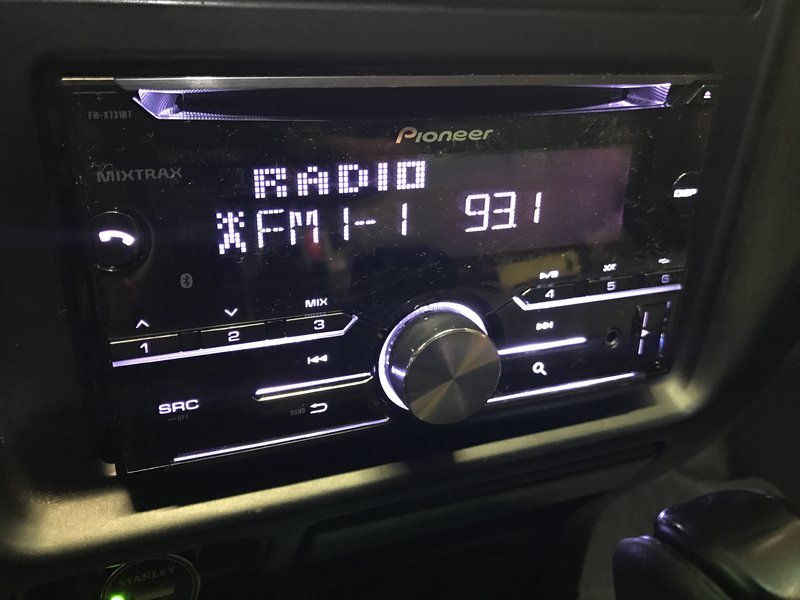 FH-X731BT
Pioneer
MIXTRAX
RADIO
FM1-1 93.1
DISP
MIX
1 2 3
4 5 6
SRC
OFF
BAND
STANLEY